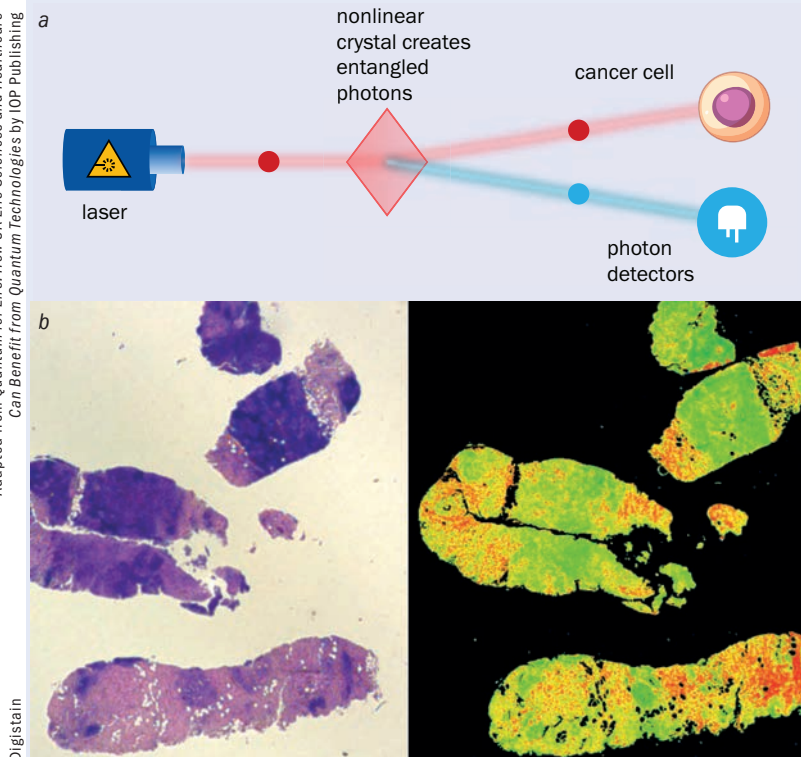 a
nonlinear
crystal creates
entangled
photons
cancer cell
laser
photon
detectors
b
Can Benefit from Quantum Technologies by IOP Publishing
Digistain